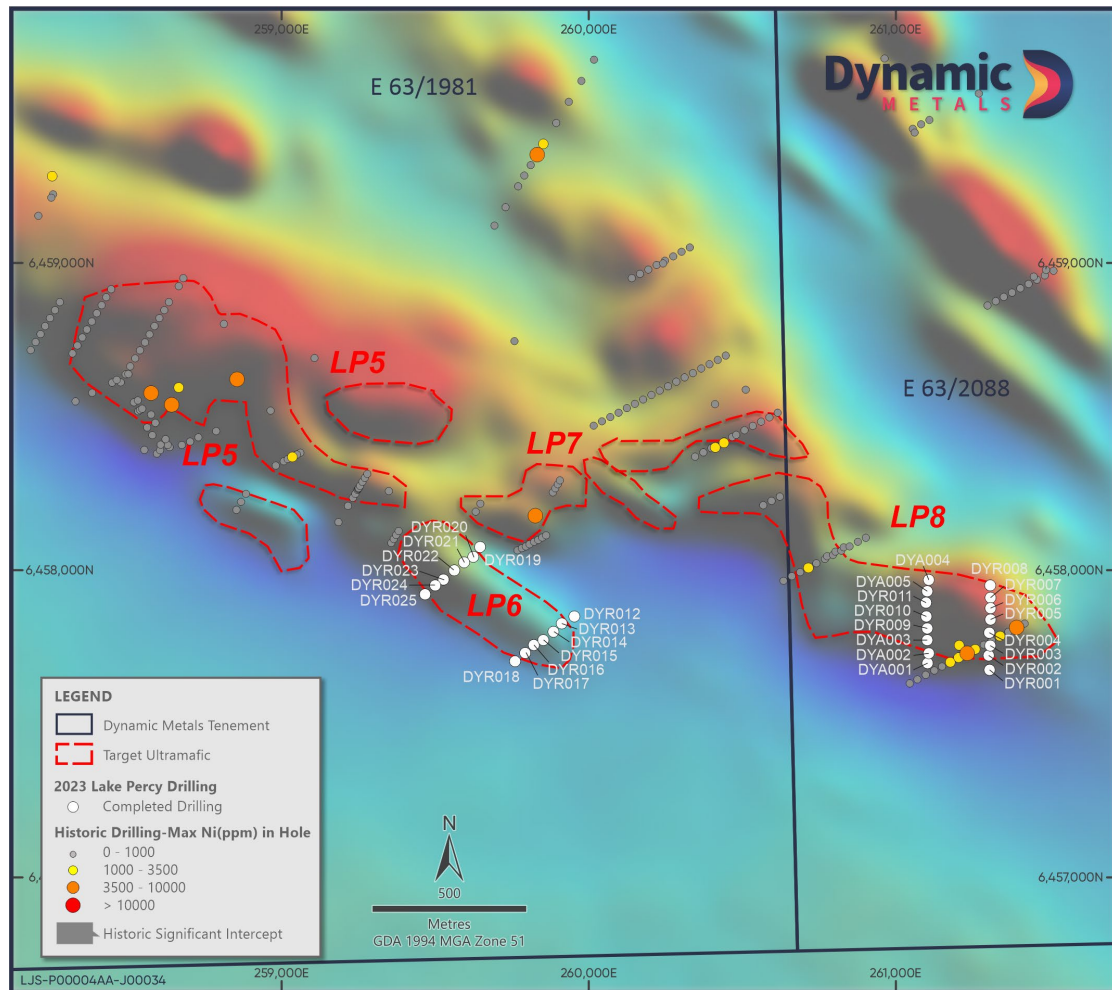 259,000E
260,000E
261,000E
E 63/1981
Dynamic
METALS
6,459,000N
6,459,000N
LP5
E 63/2088
LP7
LP5
LP8
DYR020
DYR021
DYR022
DYR019
DYR023
DYR024
DYR025
LP6
6,458,000N
6,458,000N
DYA004
DYR008
DYA005
DYR007
DYR011
DYR006
DYR010
DYR005
DYR009
DYR004
DYA003
DYR003
DYA002
DYR002
DYA001
DYR001
DYR012
DYR013
DYR014
DYR015
DYR016
DYR017
DYR018
LEGEND
Dynamic Metals Tenement
Target Ultramafic
2023 Lake Percy Drilling
Completed Drilling
Historic Drilling-Max Ni(ppm) in Hole
0 - 1000
1000 - 3500
3500 - 10000
> 10000
Historic Significant Intercept
N
500
Metres
GDA 1994 MGA Zone 51
6,4
6,457,000N
LJS-P00004AA-J00034
259,000E
260,000E
261,000E